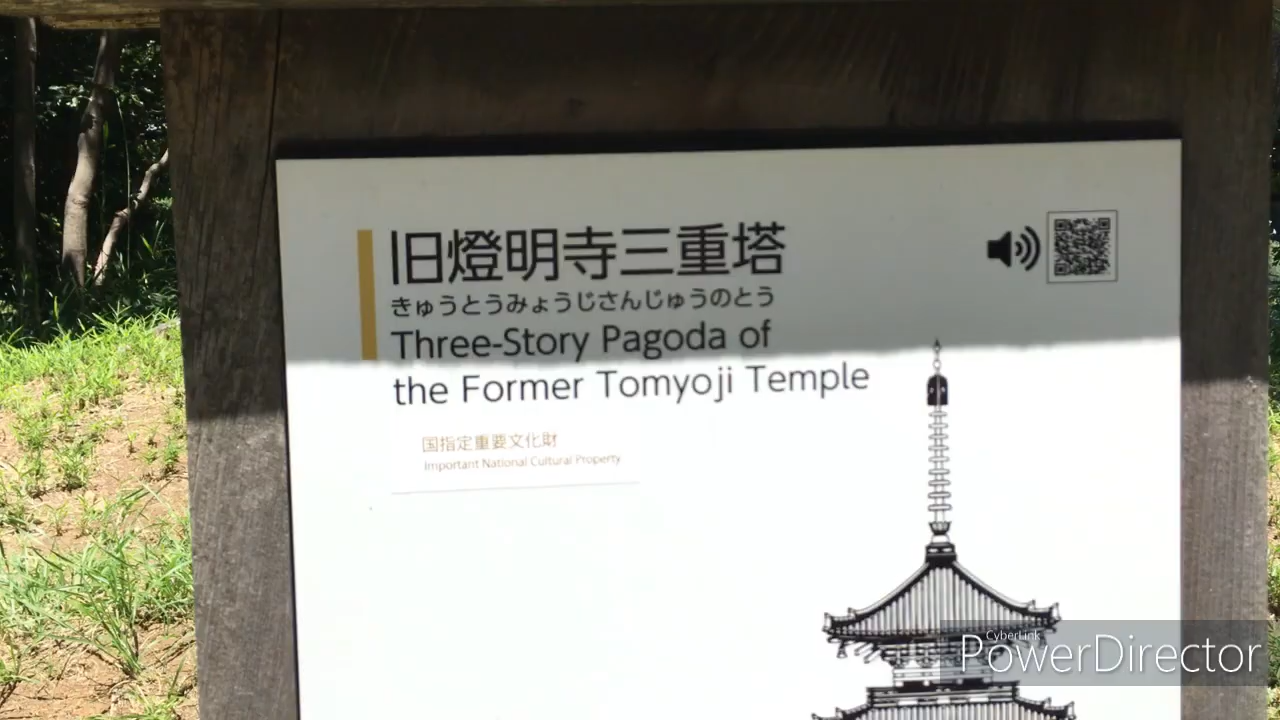 旧燈明寺三重塔
きゅうとうみょうじさんじゅうのとう
Three-Story Pagoda of
the Former Tomyoji Temple
国指定重要文化財
Important National Cultural Property
CyberLink
PowerDirector